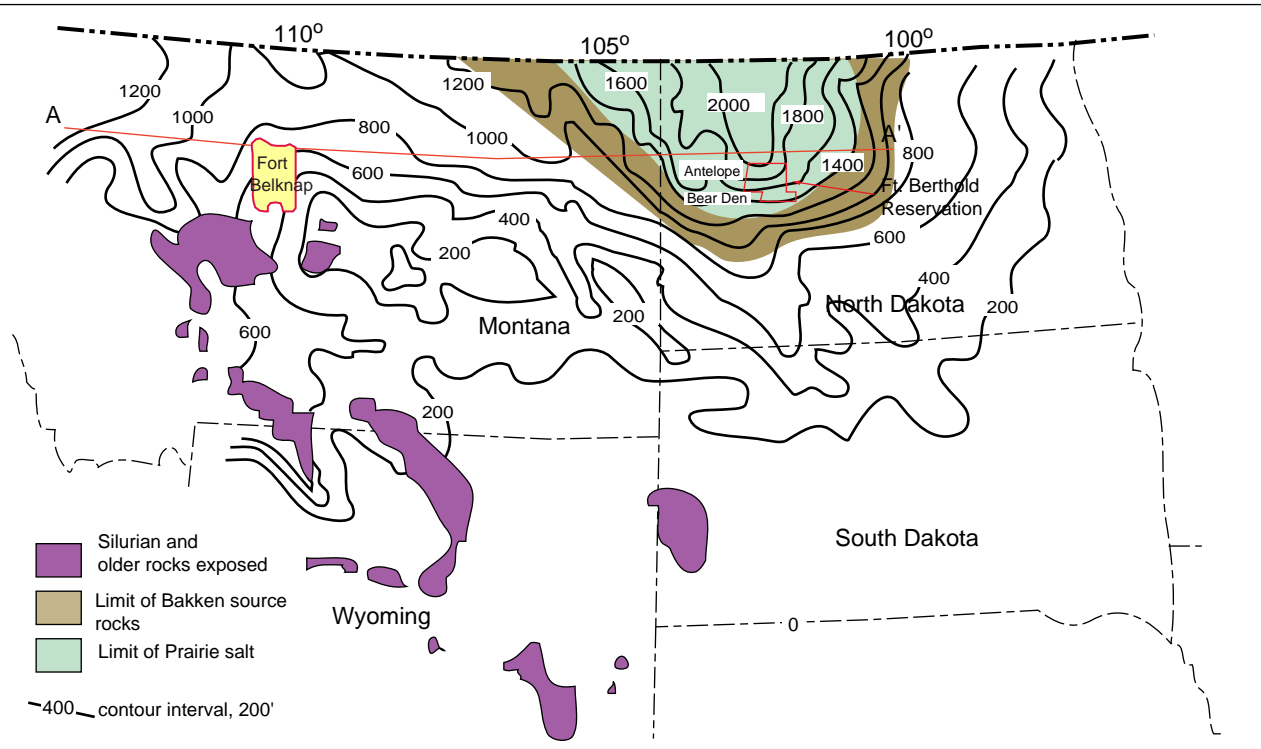 110o
105o
100o
1200
1000
A
800
600
1200
1000
1600
2000
1800
1400
A'
800
Fort
Belknap
Antelope
Bear Den
Ft. Berthold
Reservation
600
400
200
400
200
North Dakota
200
Montana
600
200
South Dakota
Wyoming
0
Silurian and
older rocks exposed
Limit of Bakken source
rocks
Limit of Prairie salt
400 contour interval, 200'